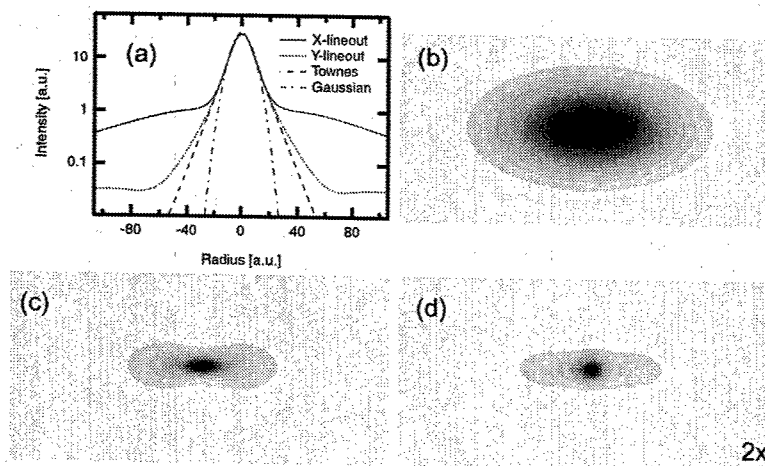 (a)
X-lineout
Y-lineout
Townes
Gaussian
Intensity [a.u.]
10
1
0.1
-80 -40 0 40 80
Radius [a.u.]
(b)
(c)
(d)
2x